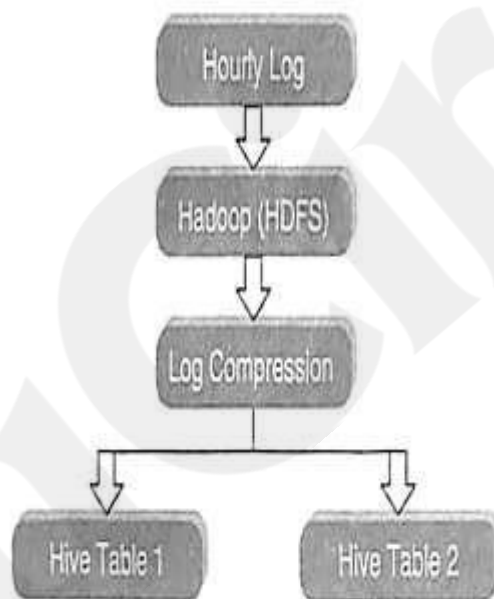 Hourly Log
Hadoop (HDFS)
Log Compression
Hive Table 1
Hive Table 2